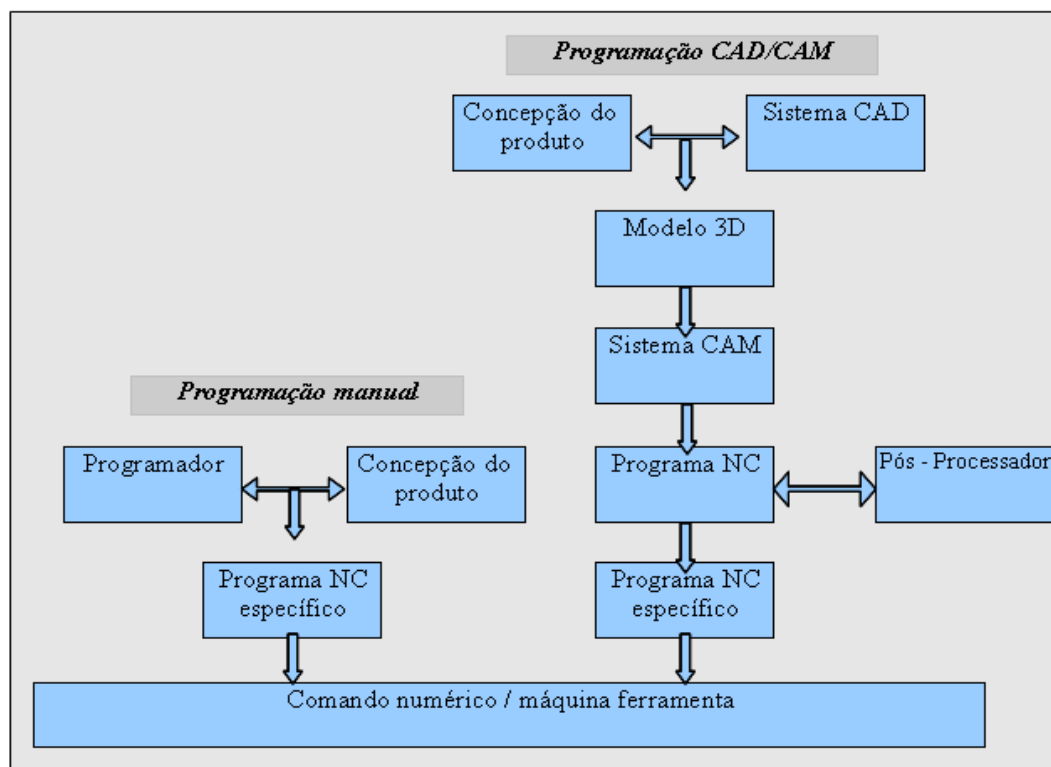 Programação CAD/CAM
Concepção do
produto
Sistema CAD
Modelo 3D
Sistema CAM
Programação manual
Programador
Concepção do
produto
Programa NC
Pós - Processador
Programa NC
específico
Programa NC
específico
Comando numérico / máquina ferramenta